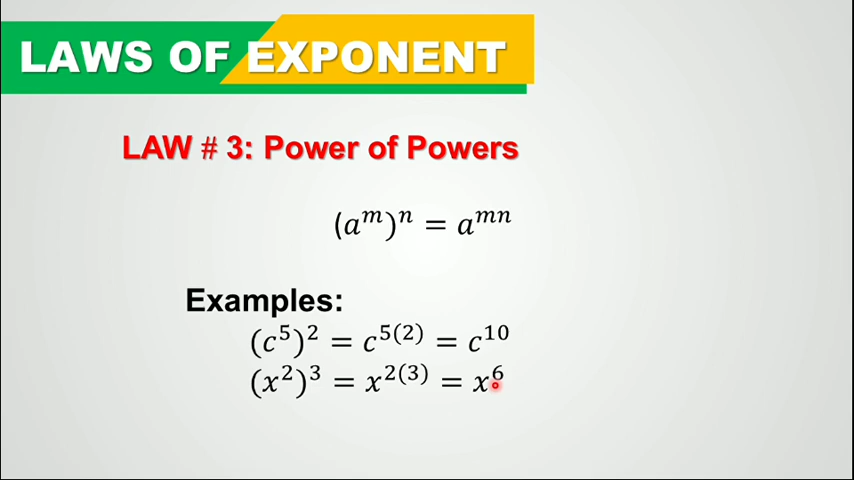 LAWS OF EXPONENT
LAW # 3: Power of Powers
(a^m)^n = a^{mn}
Examples:
(c^5)^2 = c^{5(2)} = c^{10}
(x^2)^3 = x^{2(3)} = x^6